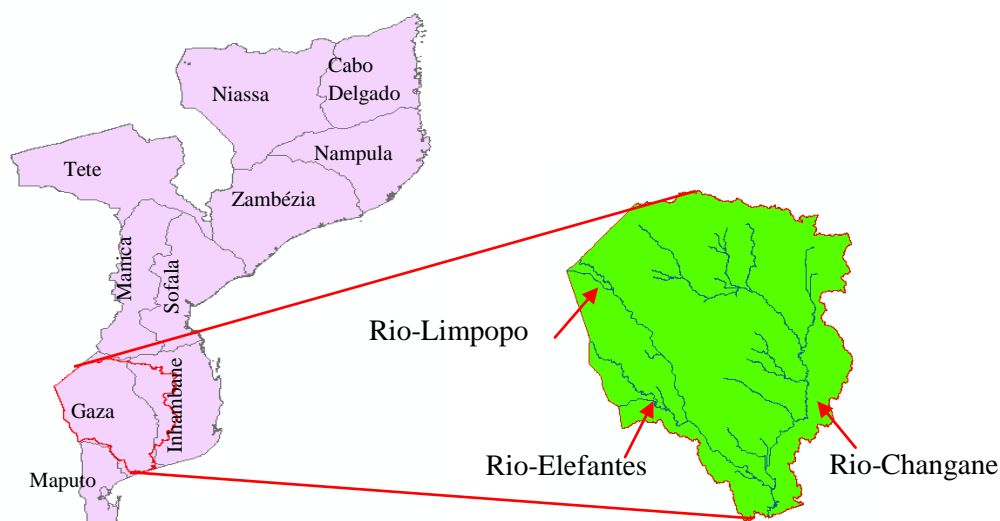 Cabo
Delgado
Niassa
Nampula
Tete
Zambézia
Manica
Sofala
Rio-Limpopo
Inhambane
Gaza
Rio-Elefantes
Rio-Changane
Maputo